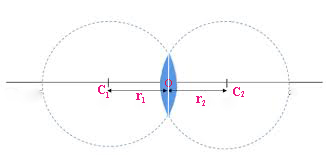 C₁ O C₂
r₁ r₂